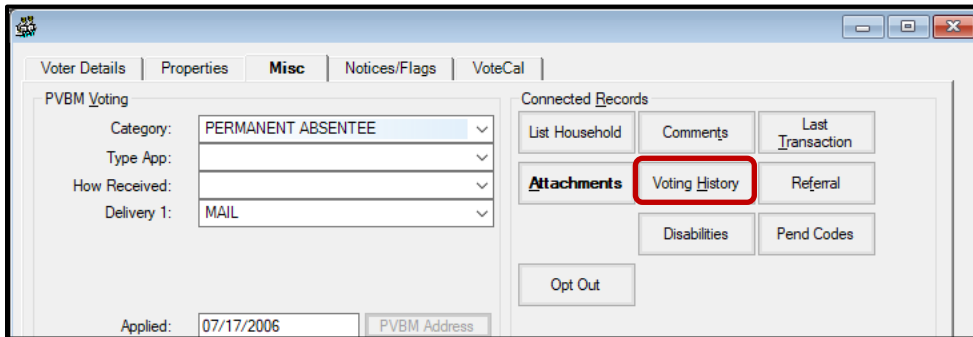 Voter Details Properties Misc Notices/Flags VoteCal
PVBM Voting
Category: PERMANENT ABSENTEE
Type App:
How Received:
Delivery 1: MAIL
Applied: 07/17/2006 PVBM Address
Connected Records
List Household Comments Last Transaction
Attachments Voting History Referral
Disabilities Pend Codes
Opt Out